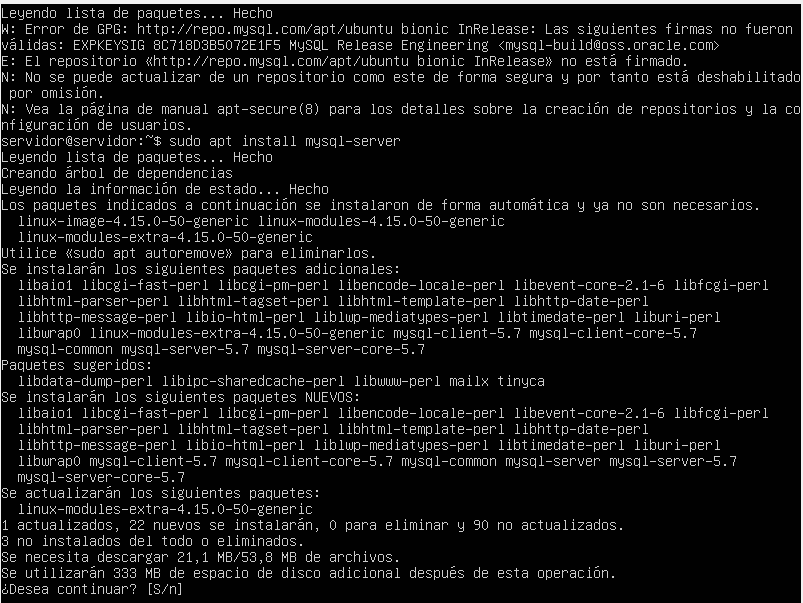 Leyendo lista de paquetes... Hecho
W: Error de GPG: http://repo.mysql.com/apt/ubuntu bionic InRelease: Las siguientes firmas no fueron
válidas: EXPKEYSIG 8C718D3B5072E1F5 MySQL Release Engineering <mysql-build@oss.oracle.com>
E: El repositorio «http://repo.mysql.com/apt/ubuntu bionic InRelease» no está firmado.
N: No se puede actualizar de un repositorio como este de forma segura y por tanto está deshabilitado
por omisión.
N: Vea la página de manual apt-secure(8) para los detalles sobre la creación de repositorios y la co
nfiguración de usuarios.
servidor@servidor:~$ sudo apt install mysql-server
Leyendo lista de paquetes... Hecho
Creando árbol de dependencias
Leyendo la información de estado... Hecho
Los paquetes indicados a continuación se instalaron de forma automática y ya no son necesarios.
linux-image-4.15.0-50-generic linux-modules-4.15.0-50-generic
linux-modules-extra-4.15.0-50-generic
Utilice «sudo apt autoremove» para eliminarlos.
Se instalarán los siguientes paquetes adicionales:
libaio1 libcgi-fast-perl libcgi-pm-perl libencode-locale-perl libevent-core-2.1-6 libfcgi-perl
libhtml-parser-perl libhtml-tagset-perl libhtml-template-perl libhttp-date-perl
libhttp-message-perl libio-html-perl liblwp-mediatypes-perl libtimedate-perl liburi-perl
libwrap0 linux-modules-extra-4.15.0-50-generic mysql-client-5.7 mysql-client-core-5.7
mysql-common mysql-server-5.7 mysql-server-core-5.7
Paquetes sugeridos:
libdata-dump-perl libipc-sharedcache-perl libwww-perl mailx tinyca
Se instalarán los siguientes paquetes NUEVOS:
libaio1 libcgi-fast-perl libcgi-pm-perl libencode-locale-perl libevent-core-2.1-6 libfcgi-perl
libhtml-parser-perl libhtml-tagset-perl libhtml-template-perl libhttp-date-perl
libhttp-message-perl libio-html-perl liblwp-mediatypes-perl libtimedate-perl liburi-perl
libwrap0 mysql-client-5.7 mysql-client-core-5.7 mysql-common mysql-server mysql-server-5.7
mysql-server-core-5.7
Se actualizarán los siguientes paquetes:
linux-modules-extra-4.15.0-50-generic
1 actualizados, 22 nuevos se instalarán, 0 para eliminar y 90 no actualizados.
3 no instalados del todo o eliminados.
Se necesita descargar 21,1 MB/53,8 MB de archivos.
Se utilizarán 333 MB de espacio de disco adicional después de esta operación.
¿Desea continuar? [S/n]